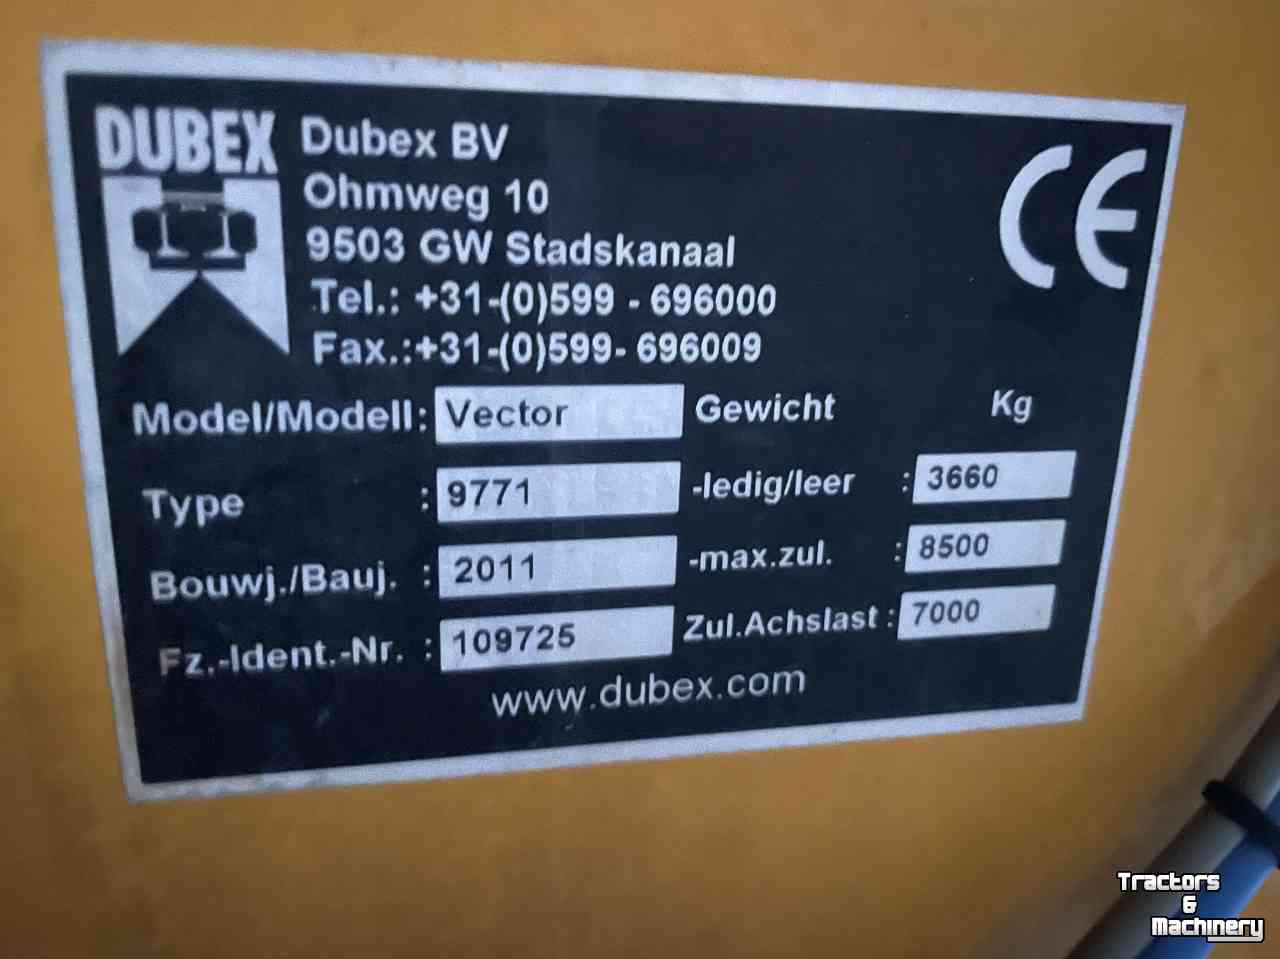 DUBEX
Dubex BV
Ohmweg 10
9503 GW Stadskanaal
Tel.: +31-(0)599 - 696000
Fax.:+31-(0)599- 696009
CE
Model/Modell: Vector
Type : 9771
Bouwj./Bauj. : 2011
Fz.-Ident.-Nr. : 109725
Gewicht Kg
-ledig/leer : 3660
-max.zul. : 8500
Zul.Achslast : 7000
www.dubex.com
Tractors
&
Machinery